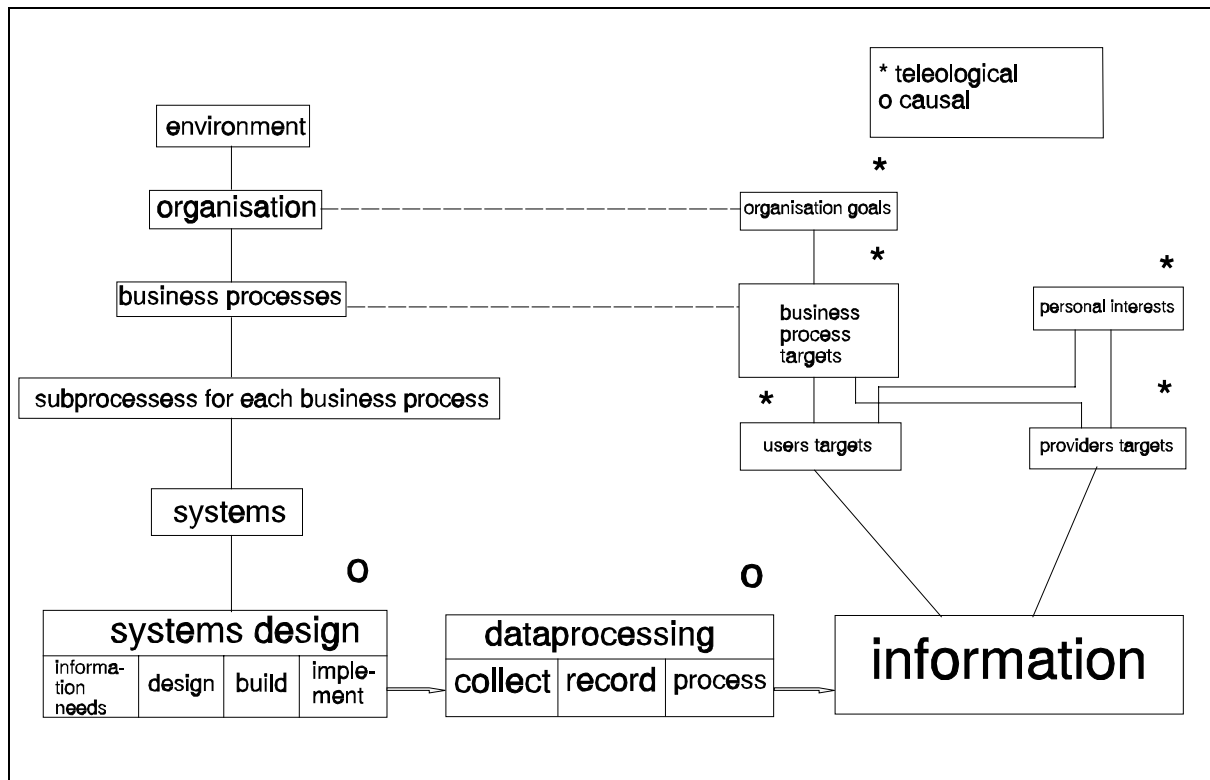 * teleological
o causal
environment
*
organisation
organisation goals
*
*
business processes
business
process
targets
personal interests
subprocessess for each business process
*
*
users targets
providers targets
systems
o
o
systems design
dataprocessing
information
informa-
tion
needs
design
build
imple-
ment
collect
record
process